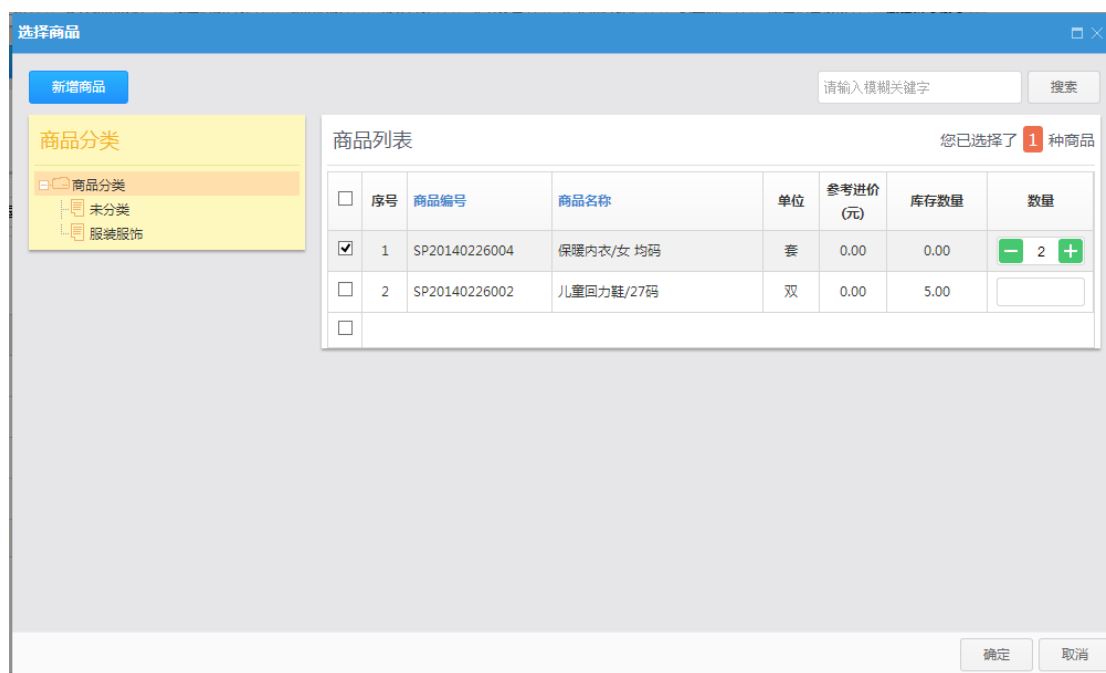 选择商品
新增商品
请输入模糊关键字
搜索
商品分类
商品分类
未分类
服装服饰
商品列表
您已选择了 1 种商品
序号 商品编号 商品名称 单位 参考进价(元) 库存数量 数量
1 SP20140226004 保暖内衣/女 均码 套 0.00 0.00 2
2 SP20140226002 儿童回力鞋/27码 双 0.00 5.00
确定 取消